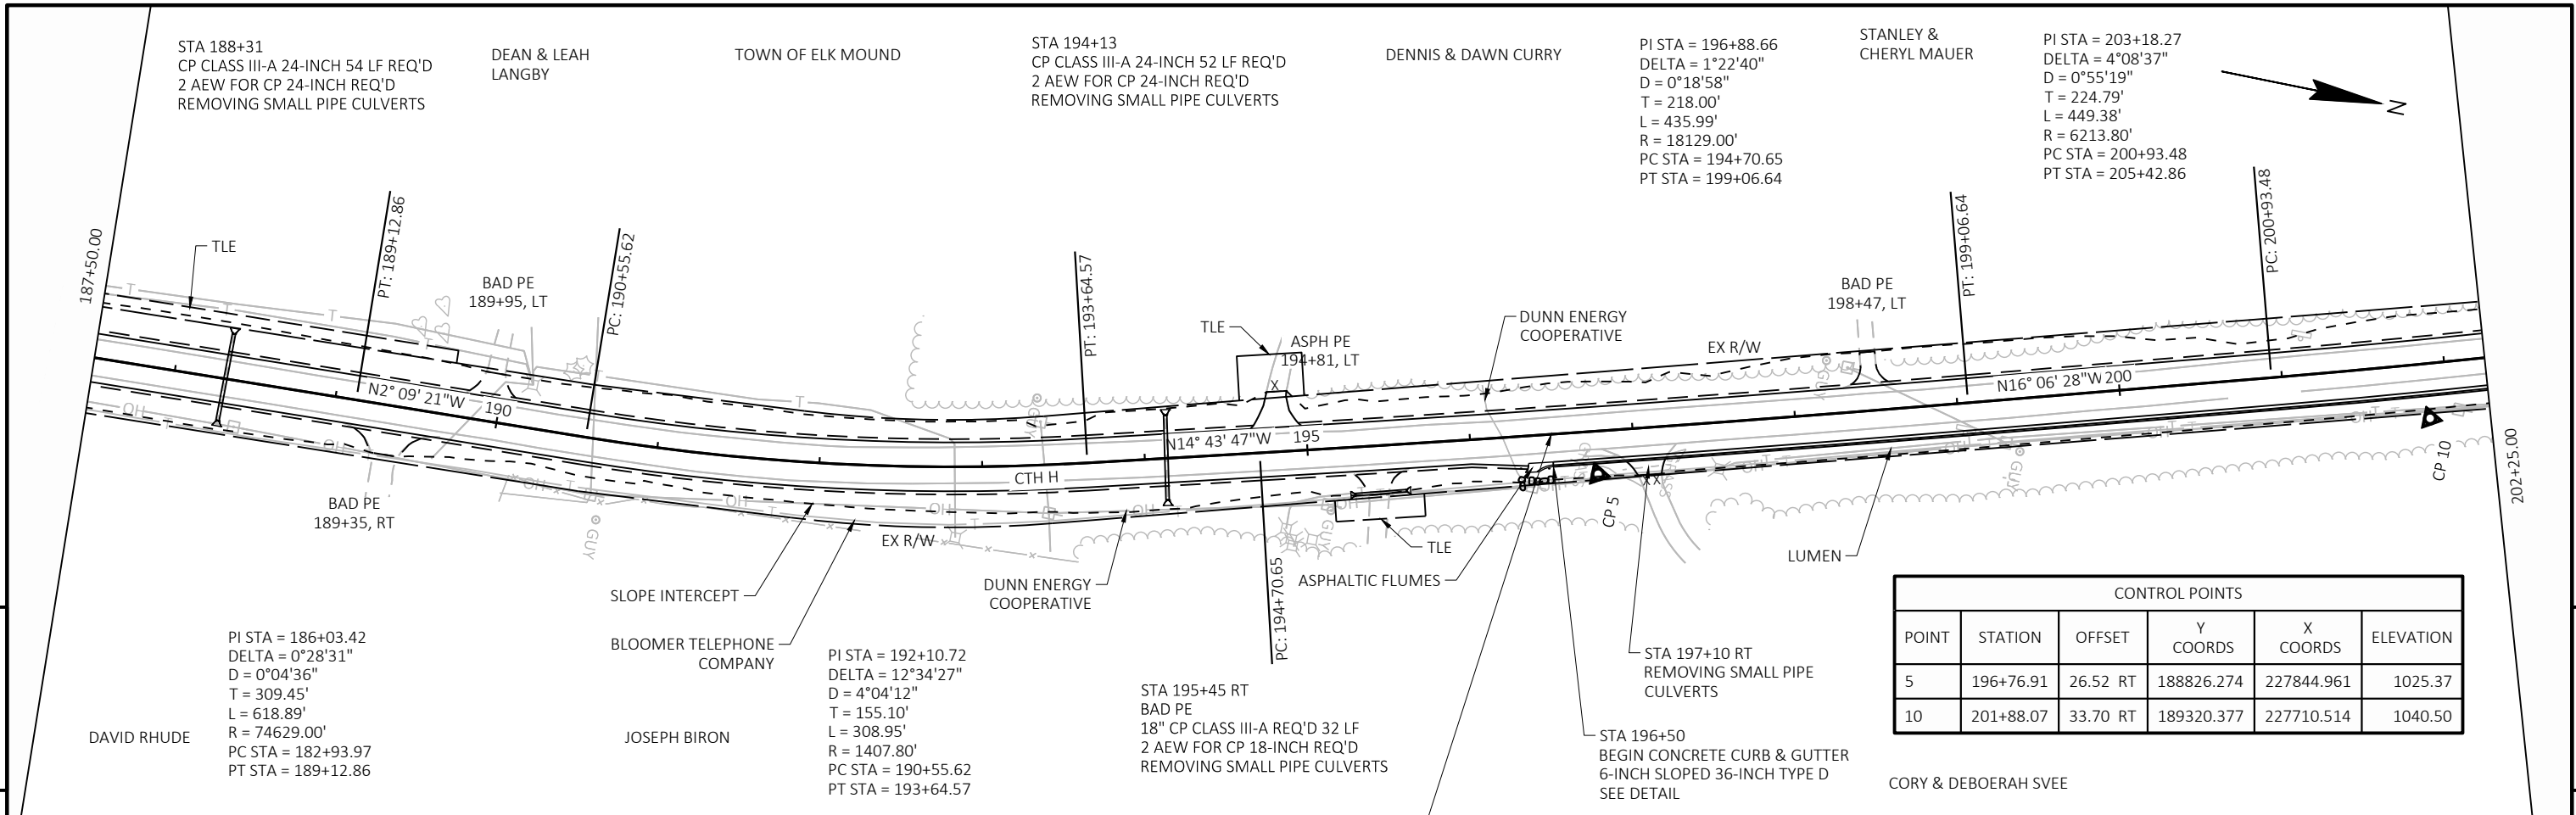 STA 188+31
CP CLASS III-A 24-INCH 54 LF REQ'D
2 AEW FOR CP 24-INCH REQ'D
REMOVING SMALL PIPE CULVERTS
DEAN & LEAH
LANGBY
TOWN OF ELK MOUND
STA 194+13
CP CLASS III-A 24-INCH 52 LF REQ'D
2 AEW FOR CP 24-INCH REQ'D
REMOVING SMALL PIPE CULVERTS
DENNIS & DAWN CURRY
PI STA = 196+88.66
DELTA = 1°22'40"
D = 0°18'58"
T = 218.00'
L = 435.99'
R = 18129.00'
PC STA = 194+70.65
PT STA = 199+06.64
STANLEY &
CHERYL MAUER
PI STA = 203+18.27
DELTA = 4°08'37"
D = 0°55'19"
T = 224.79'
L = 449.38'
R = 6213.80'
PC STA = 200+93.48
PT STA = 205+42.86
N
187+50.00
TLE
PT: 189+12.86
BAD PE
189+95, LT
PC: 190+55.62
PT: 193+64.57
TLE
ASPH PE
194+81, LT
DUNN ENERGY
COOPERATIVE
EX R/W
BAD PE
198+47, LT
PT: 199+06.64
PC: 200+93.48
N2° 09' 21"W
190
N14° 43' 47"W
195
N16° 06' 28"W
200
CTH H
BAD PE
189+35, RT
GUY
GUY
GUY
GUY
GUY
OH
OH
OH
OH
OH
OH
OH
OH
OH
OH
T
T
T
T
X
X X
EX R/W
SLOPE INTERCEPT
BLOOMER TELEPHONE
COMPANY
DUNN ENERGY
COOPERATIVE
PC: 194+70.65
TLE
ASPHALTIC FLUMES
CP 5
LUMEN
CP 10
202+25.00
DAVID RHUDE
PI STA = 186+03.42
DELTA = 0°28'31"
D = 0°04'36"
T = 309.45'
L = 618.89'
R = 74629.00'
PC STA = 182+93.97
PT STA = 189+12.86
JOSEPH BIRON
PI STA = 192+10.72
DELTA = 12°34'27"
D = 4°04'12"
T = 155.10'
L = 308.95'
R = 1407.80'
PC STA = 190+55.62
PT STA = 193+64.57
STA 195+45 RT
BAD PE
18" CP CLASS III-A REQ'D 32 LF
2 AEW FOR CP 18-INCH REQ'D
REMOVING SMALL PIPE CULVERTS
STA 197+10 RT
REMOVING SMALL PIPE
CULVERTS
STA 196+50
BEGIN CONCRETE CURB & GUTTER
6-INCH SLOPED 36-INCH TYPE D
SEE DETAIL
CORY & DEBOERAH SVEE
CONTROL POINTS
POINT STATION OFFSET Y COORDS X COORDS ELEVATION
5 196+76.91 26.52 RT 188826.274 227844.961 1025.37
10 201+88.07 33.70 RT 189320.377 227710.514 1040.50